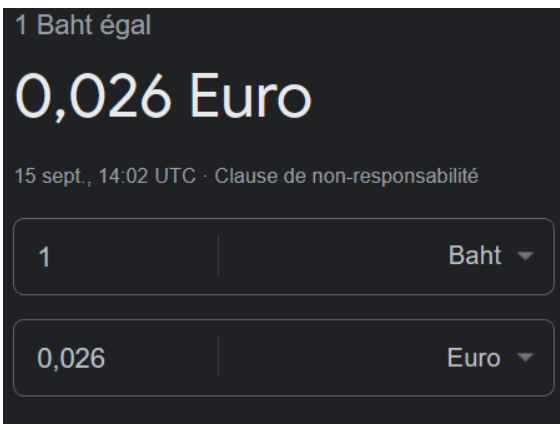 1 Baht égal
0,026 Euro
15 sept., 14:02 UTC · Clause de non-responsabilité
1 Baht
0,026 Euro